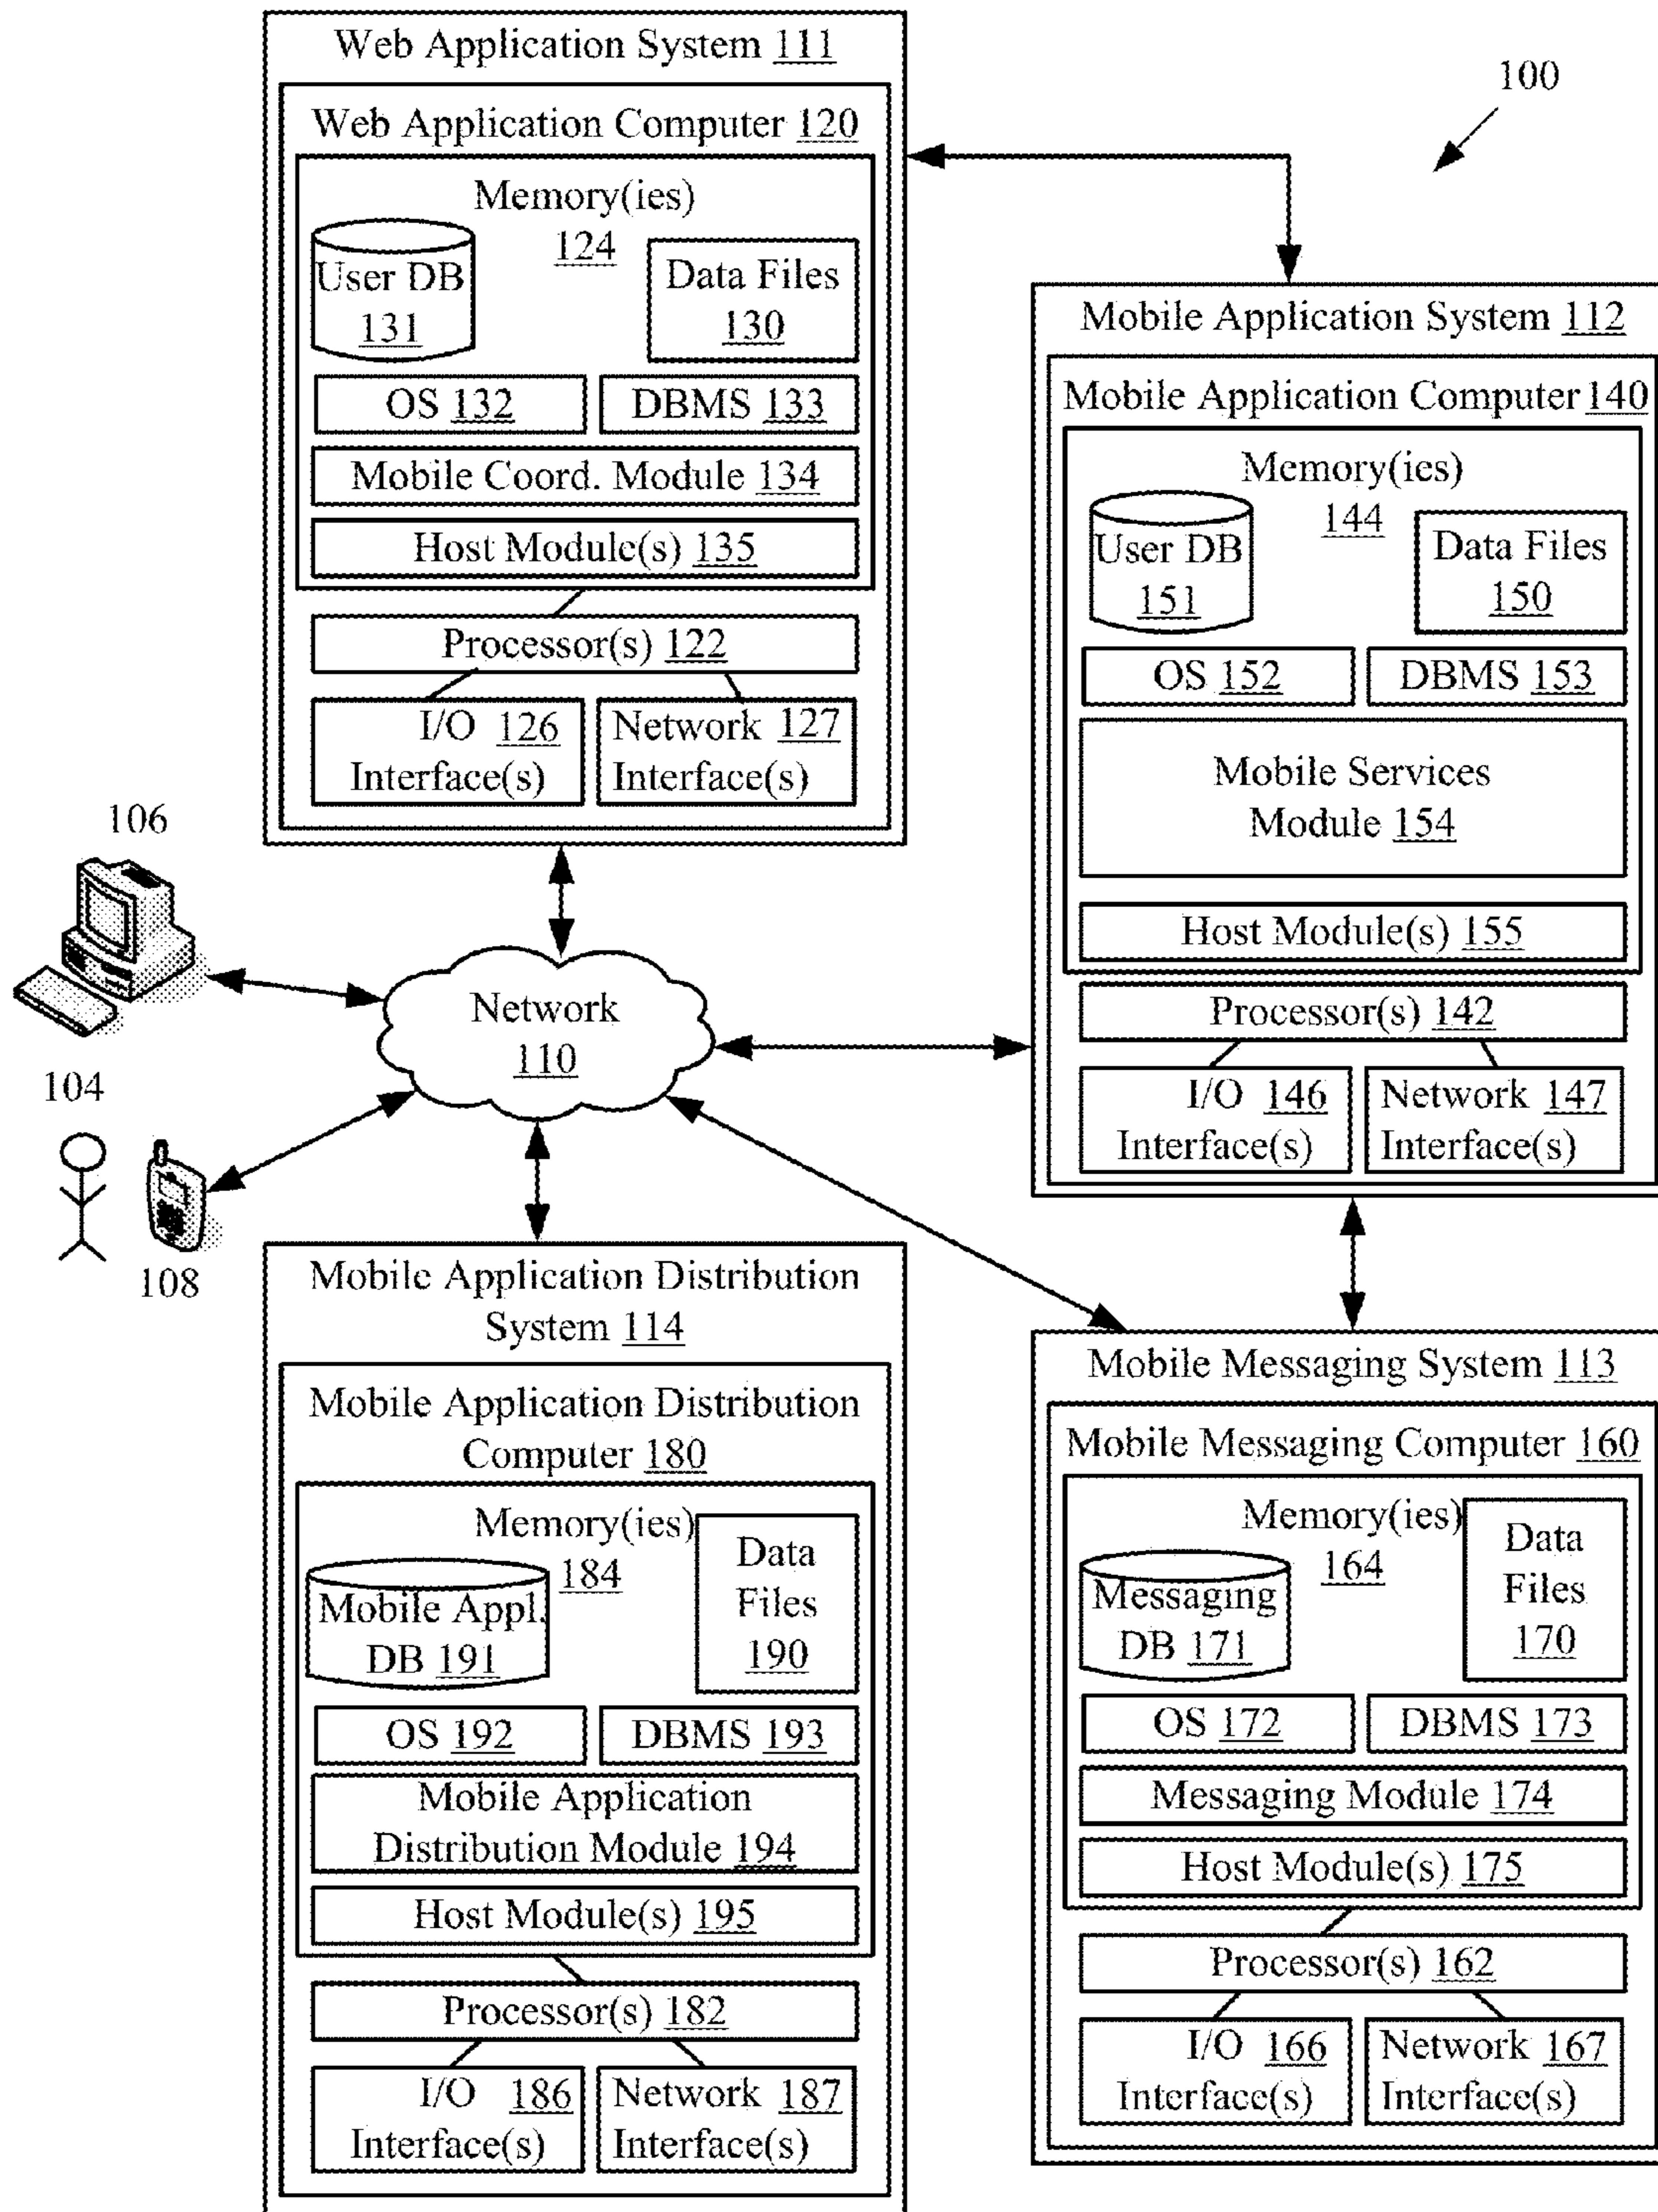 Web Application System 111
Web Application Computer 120
Memory(ies)
124
User DB
131
Data Files
130
OS 132
DBMS 133
Mobile Coord. Module 134
Host Module(s) 135
Processor(s) 122
I/O 126
Interface(s)
Network 127
Interface(s)
100
Mobile Application System 112
Mobile Application Computer 140
Memory(ies)
144
User DB
151
Data Files
150
OS 152
DBMS 153
Mobile Services
Module 154
Host Module(s) 155
Processor(s) 142
I/O 146
Interface(s)
Network 147
Interface(s)
106
Network
110
104
108
Mobile Application Distribution
System 114
Mobile Application Distribution
Computer 180
Memory(ies)
184
Mobile Appl.
DB 191
Data
Files
190
OS 192
DBMS 193
Mobile Application
Distribution Module 194
Host Module(s) 195
Processor(s) 182
I/O 186
Interface(s)
Network 187
Interface(s)
Mobile Messaging System 113
Mobile Messaging Computer 160
Memory(ies)
164
Messaging
DB 171
Data
Files
170
OS 172
DBMS 173
Messaging Module 174
Host Module(s) 175
Processor(s) 162
I/O 166
Interface(s)
Network 167
Interface(s)